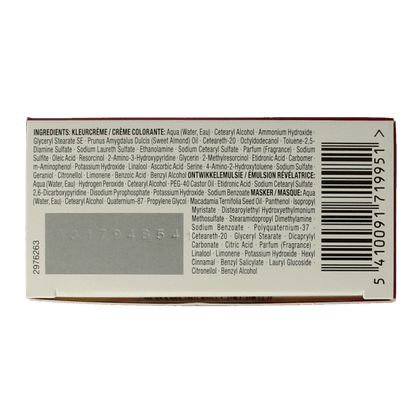 INGREDIENTS: KLEURCRÈME / CRÈME COLORANTE: Aqua (Water, Eau) · Cetearyl Alcohol · Ammonium Hydroxide ·
Glyceryl Stearate SE · Prunus Amygdalus Dulcis (Sweet Almond) Oil · Ceteareth-20 · Octyldodecanol · Toluene-2,5-
Diamine Sulfate · Sodium Laureth Sulfate · Ethanolamine · Sodium Cetearyl Sulfate · Parfum (Fragrance) · Sodium
Sulfite · Oleic Acid · Resorcinol · 2-Amino-3-Hydroxypyridine · Glycerin · 2-Methylresorcinol · Etidronic Acid · Carbomer ·
m-Aminophenol · Potassium Hydroxide · Linalool · Ascorbic Acid · Serine · 4-Amino-2-Hydroxytoluene · Sodium Sulfate ·
Geraniol · Citronellol · Limonene · Benzoic Acid · Benzyl Alcohol ONTWIKKELEMULSIE / ÉMULSION RÉVÉLATRICE:
Aqua (Water, Eau) · Hydrogen Peroxide · Cetearyl Alcohol · PEG-40 Castor Oil · Etidronic Acid · Sodium Cetearyl Sulfate ·
2,6-Dicarboxypyridine · Disodium Pyrophosphate · Potassium Hydroxide · Sodium Benzoate MASKER / MASQUE: Aqua
(Water, Eau) · Cetearyl Alcohol · Quaternium-87 · Propylene Glycol · Macadamia Ternifolia Seed Oil · Panthenol · Isopropyl
Myristate · Distearoylethyl Hydroxyethylmonium
Methosulfate · Stearamidopropyl Dimethylamine ·
Sodium Benzoate · Polyquaternium-37 ·
Ceteareth-20 · Glyceryl Stearate · Dicaprylyl
Carbonate · Citric Acid · Parfum (Fragrance) ·
Linalool · Limonene · Potassium Hydroxide · Hexyl
Cinnamal · Benzyl Salicylate · Lauryl Glucoside ·
Citronellol · Benzyl Alcohol
2976263
5 410091 719951 >